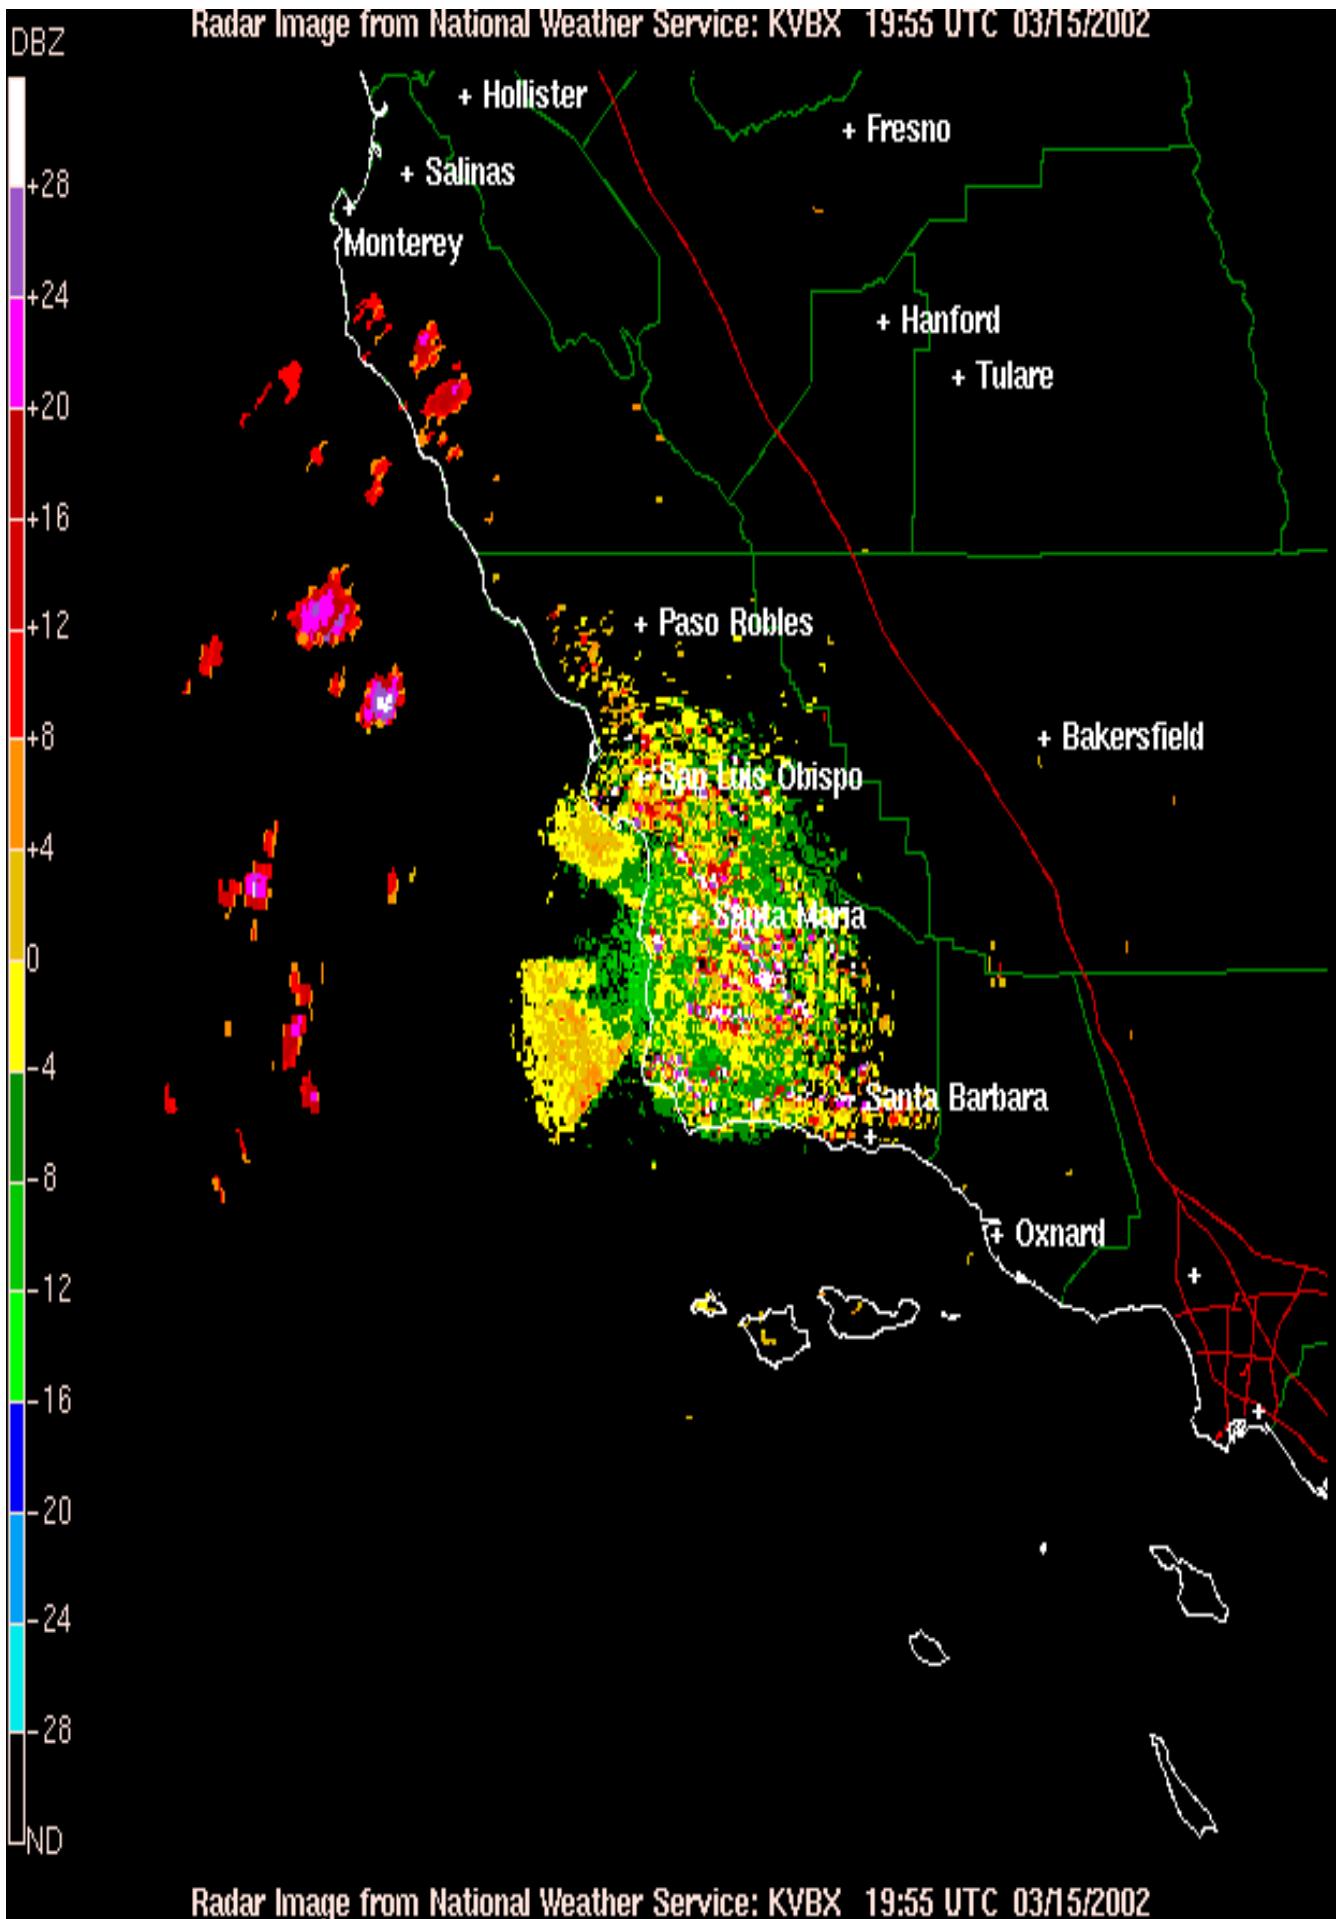 Radar Image from National Weather Service: KVBX 19:55 UTC 03/15/2002
DBZ
+ Hollister
+ Fresno
+ Salinas
+28
Monterey
+24
+ Hanford
+ Tulare
+20
+16
+12
+ Paso Robles
+8
+ Bakersfield
+ San Luis Obispo
+4
+ Santa Maria
0
-4
Santa Barbara
-8
+ Oxnard
-12
-16
-20
-24
-28
ND
Radar Image from National Weather Service: KVBX 19:55 UTC 03/15/2002